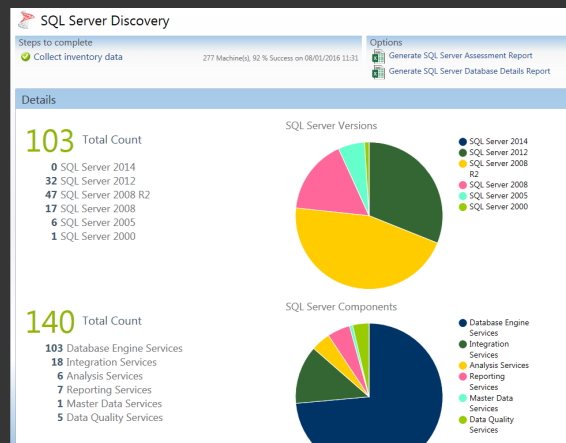 SQL Server Discovery
Steps to complete
Collect inventory data
277 Machine(s), 92 % Success on 08/01/2016 11:31
Options
Generate SQL Server Assessment Report
Generate SQL Server Database Details Report
Details
103 Total Count
0 SQL Server 2014
32 SQL Server 2012
47 SQL Server 2008 R2
17 SQL Server 2008
6 SQL Server 2005
1 SQL Server 2000
SQL Server Versions
SQL Server 2014
SQL Server 2012
SQL Server 2008
R2
SQL Server 2008
SQL Server 2005
SQL Server 2000
140 Total Count
103 Database Engine Services
18 Integration Services
6 Analysis Services
7 Reporting Services
1 Master Data Services
5 Data Quality Services
SQL Server Components
Database Engine
Services
Integration
Services
Analysis Services
Reporting
Services
Master Data
Services
Data Quality
Services